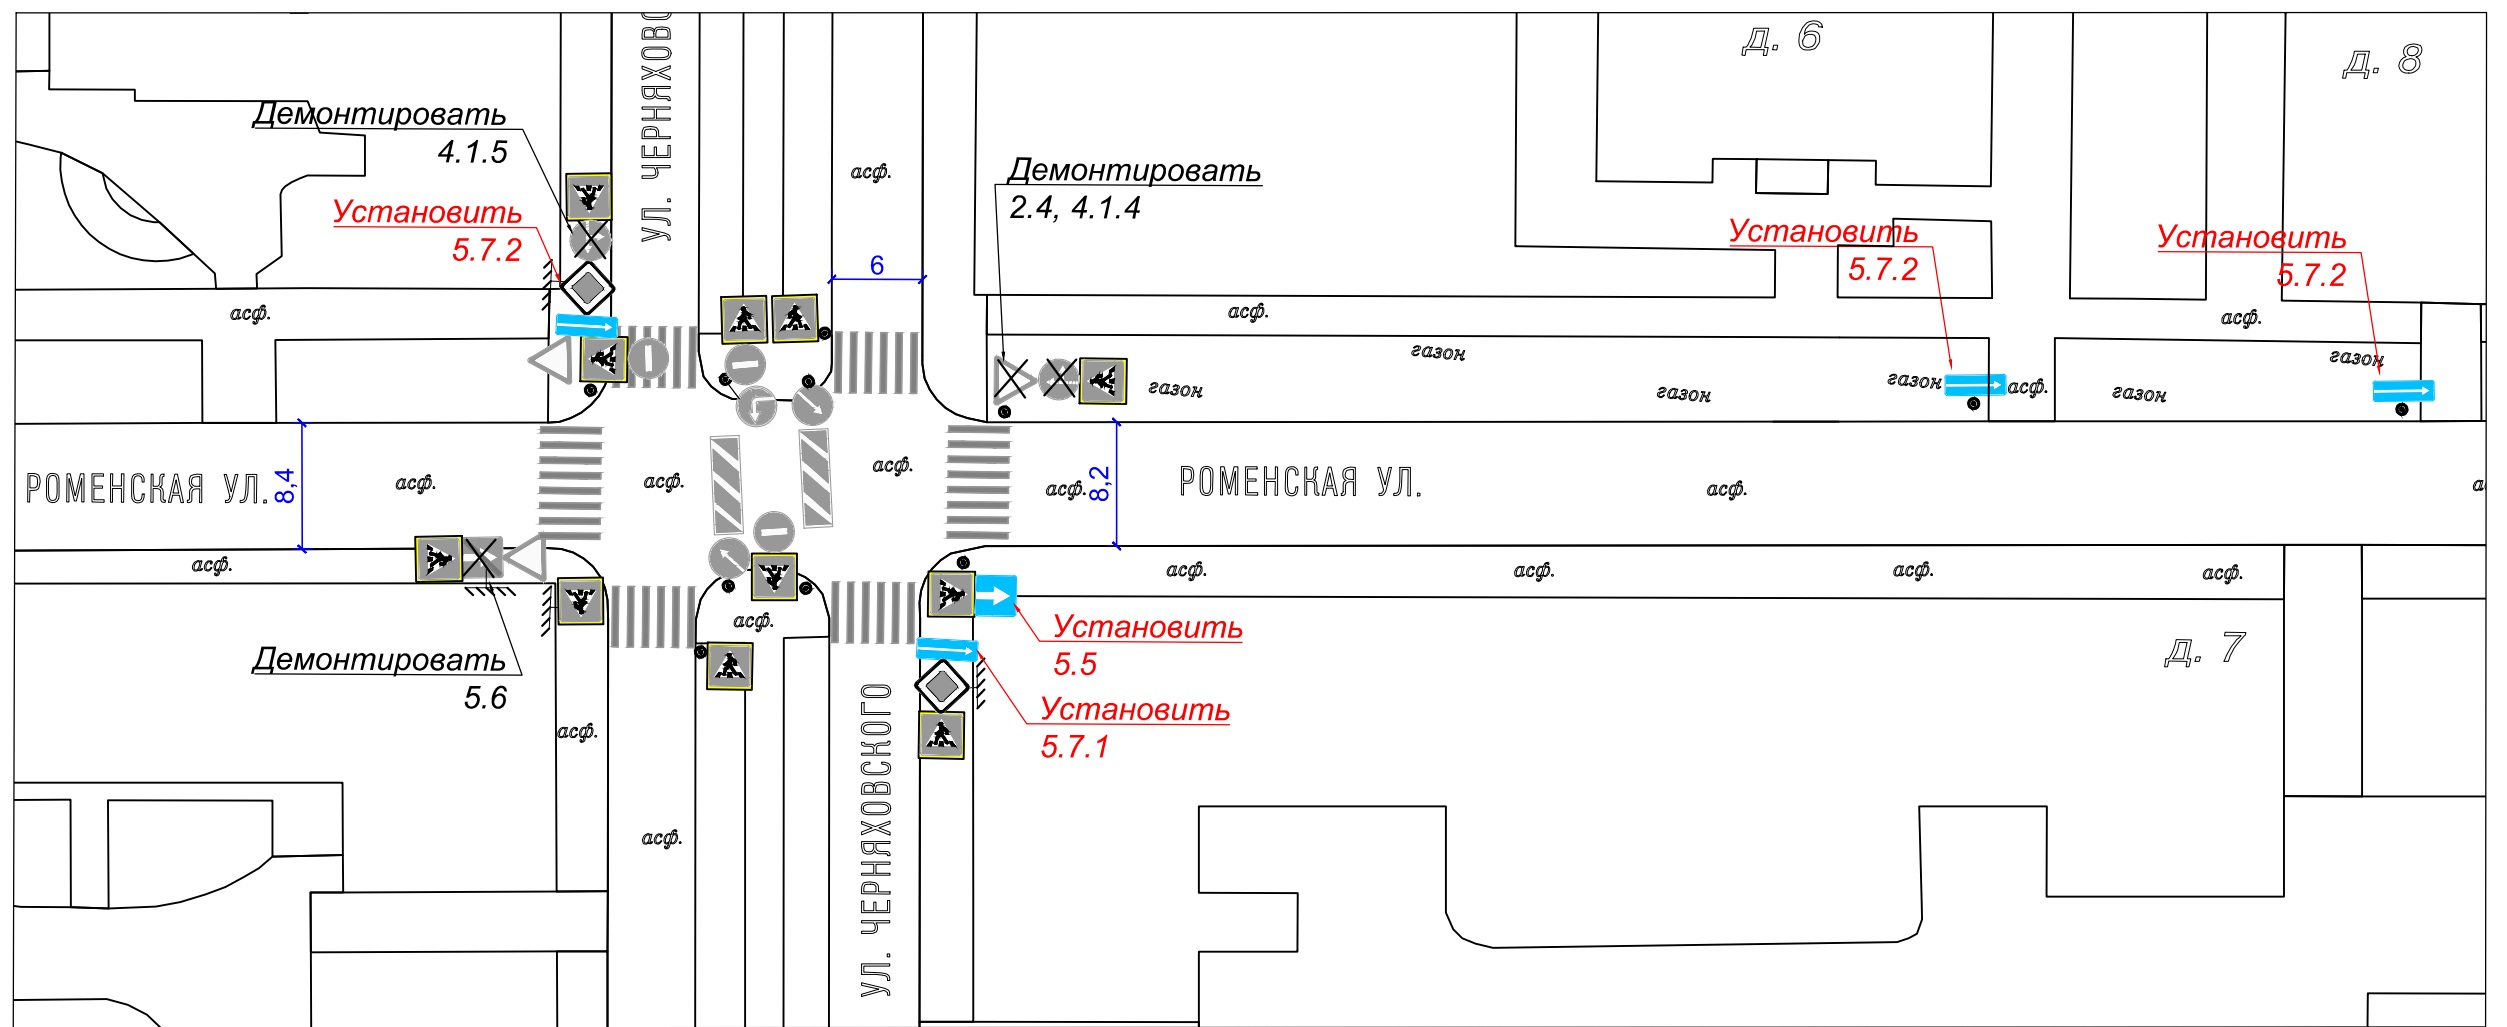 д. 6
д. 8
УЛ. ЧЕРНЯХОВСКО
Демонтировать
4.1.5
асф.
Демонтировать
2.4, 4.1.4
Установить
5.7.2
Установить
5.7.2
Установить
5.7.2
6
асф.
асф.
асф.
газон
газон
газон
газон
асф.
газон
газон
РОМЕНСКАЯ УЛ.
8,4
асф.
асф.
асф.
асф.
8,2
РОМЕНСКАЯ УЛ.
асф.
асф.
асф.
асф.
асф.
асф.
асф.
Демонтировать
5.6
Установить
5.5
Установить
5.7.1
д. 7
асф.
асф.
УЛ. ЧЕРНЯХОВСКОГО